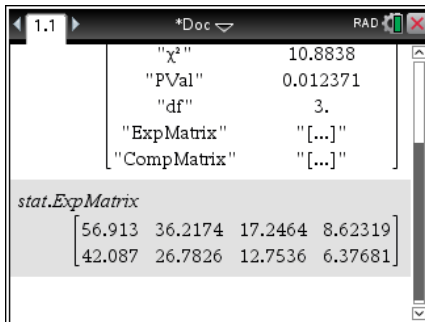 1.1 *Doc RAD
"χ²" 10.8838
"PVal" 0.012371
"df" 3.
"ExpMatrix" "[...]"
"CompMatrix" "[...]"
stat.ExpMatrix
56.913 36.2174 17.2464 8.62319
42.087 26.7826 12.7536 6.37681